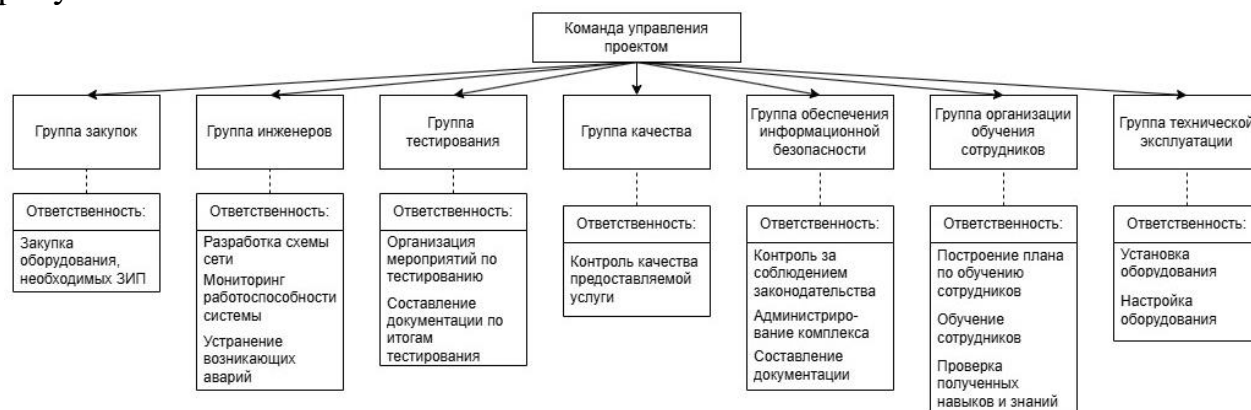 Команда управления
проектом
Группа закупок
Группа инженеров
Группа
тестирования
Группа качества
Группа обеспечения
информационной
безопасности
Группа организации
обучения
сотрудников
Группа технической
эксплуатации
Ответственность:
Закупка
оборудования,
необходимых ЗИП
Ответственность:
Разработка схемы
сети
Мониторинг
работоспособности
системы
Устранение
возникающих
аварий
Ответственность:
Организация
мероприятий по
тестированию
Составление
документации по
итогам
тестирования
Ответственность:
Контроль качества
предоставляемой
услуги
Ответственность:
Контроль за
соблюдением
законодательства
Администриро-
вание комплекса
Составление
документации
Ответственность:
Построение плана
по обучению
сотрудников
Обучение
сотрудников
Проверка
полученных
навыков и знаний
Ответственность:
Установка
оборудования
Настройка
оборудования